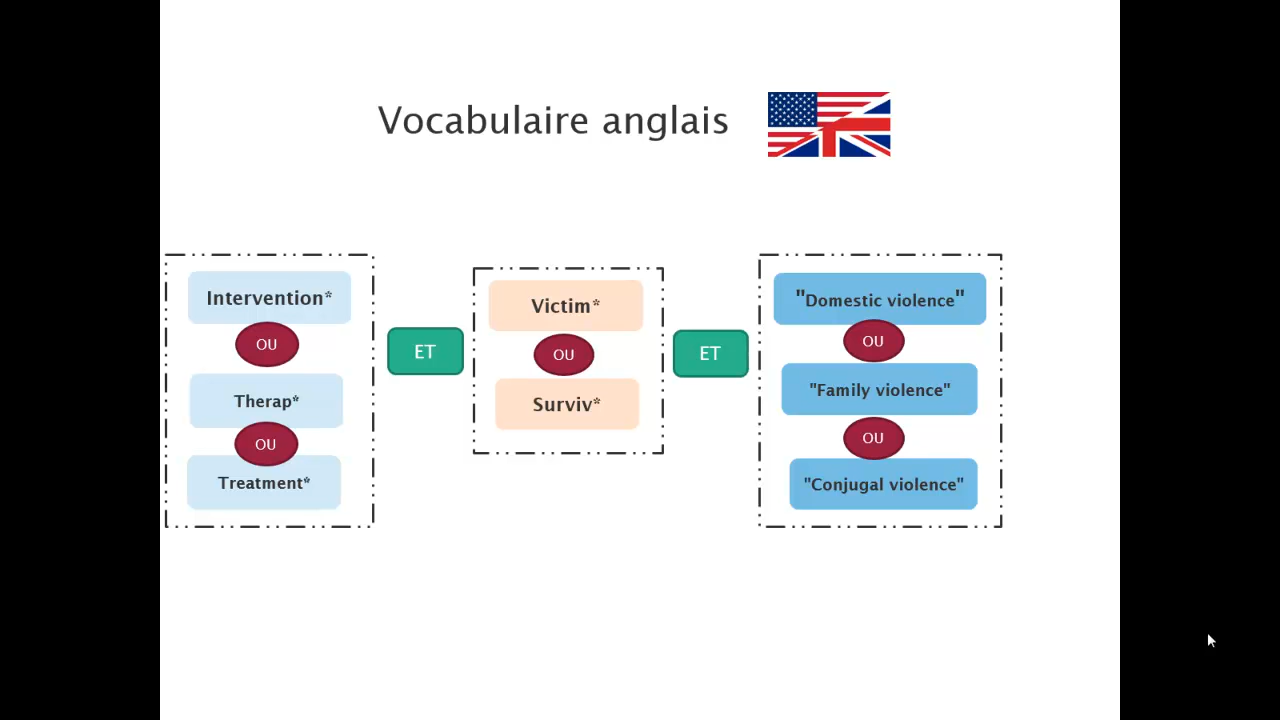 Vocabulaire anglais
Intervention*
OU
Therap*
OU
Treatment*
ET
Victim*
OU
Surviv*
ET
"Domestic violence"
OU
"Family violence"
OU
"Conjugal violence"